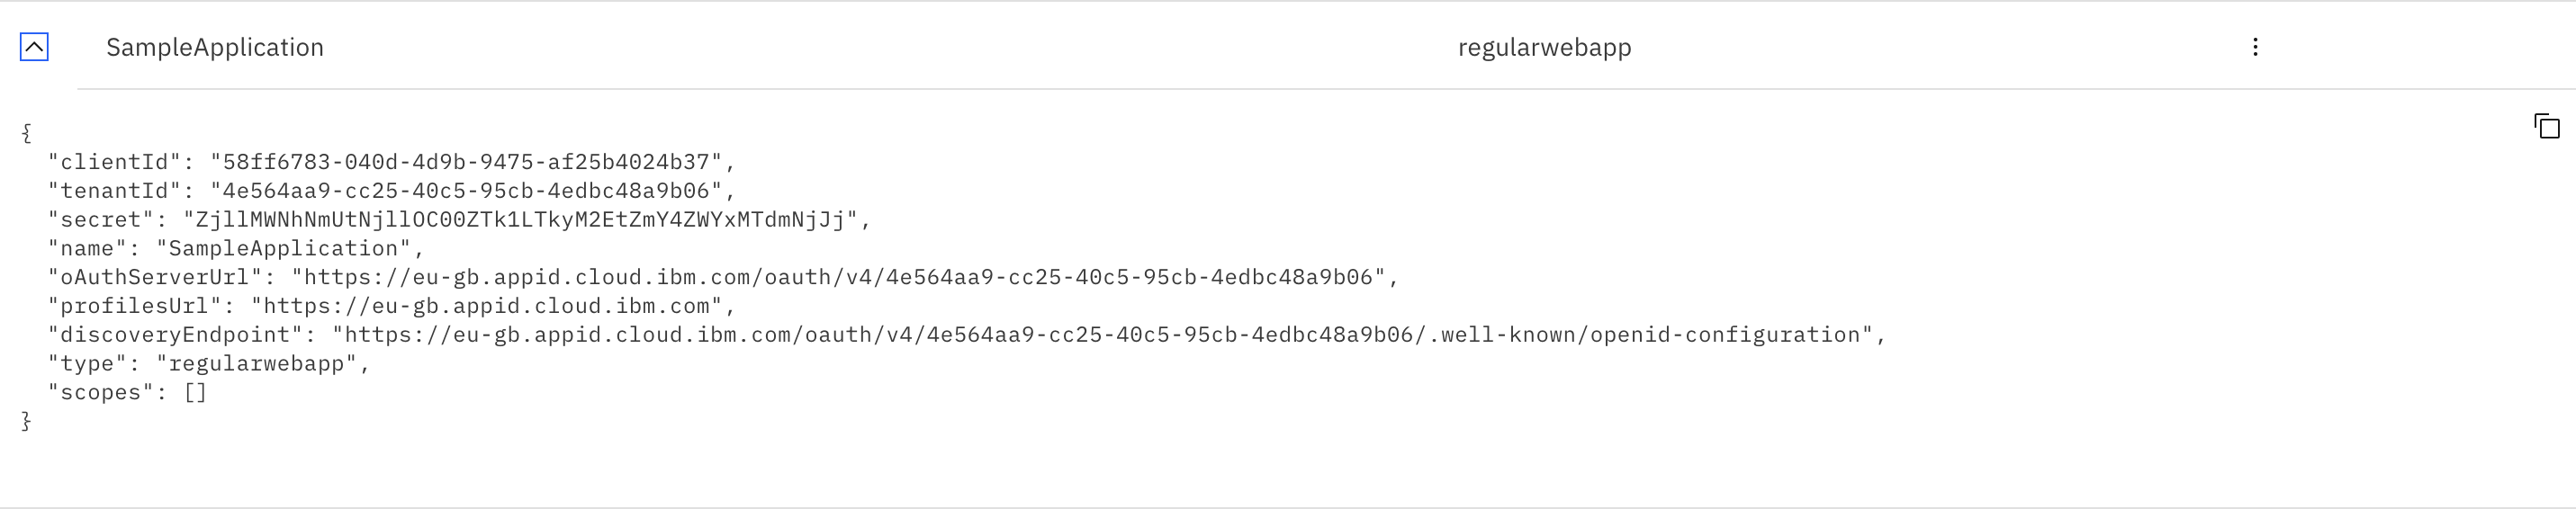 SampleApplication regularwebapp
{
"clientId": "58ff6783-040d-4d9b-9475-af25b4024b37",
"tenantId": "4e564aa9-cc25-40c5-95cb-4edbc48a9b06",
"secret": "ZjllMWNhNmUtNjllOC00ZTk1LTkyM2EtZmY4ZWYxMTdmNjJj",
"name": "SampleApplication",
"oAuthServerUrl": "https://eu-gb.appid.cloud.ibm.com/oauth/v4/4e564aa9-cc25-40c5-95cb-4edbc48a9b06",
"profilesUrl": "https://eu-gb.appid.cloud.ibm.com",
"discoveryEndpoint": "https://eu-gb.appid.cloud.ibm.com/oauth/v4/4e564aa9-cc25-40c5-95cb-4edbc48a9b06/.well-known/openid-configuration",
"type": "regularwebapp",
"scopes": []
}